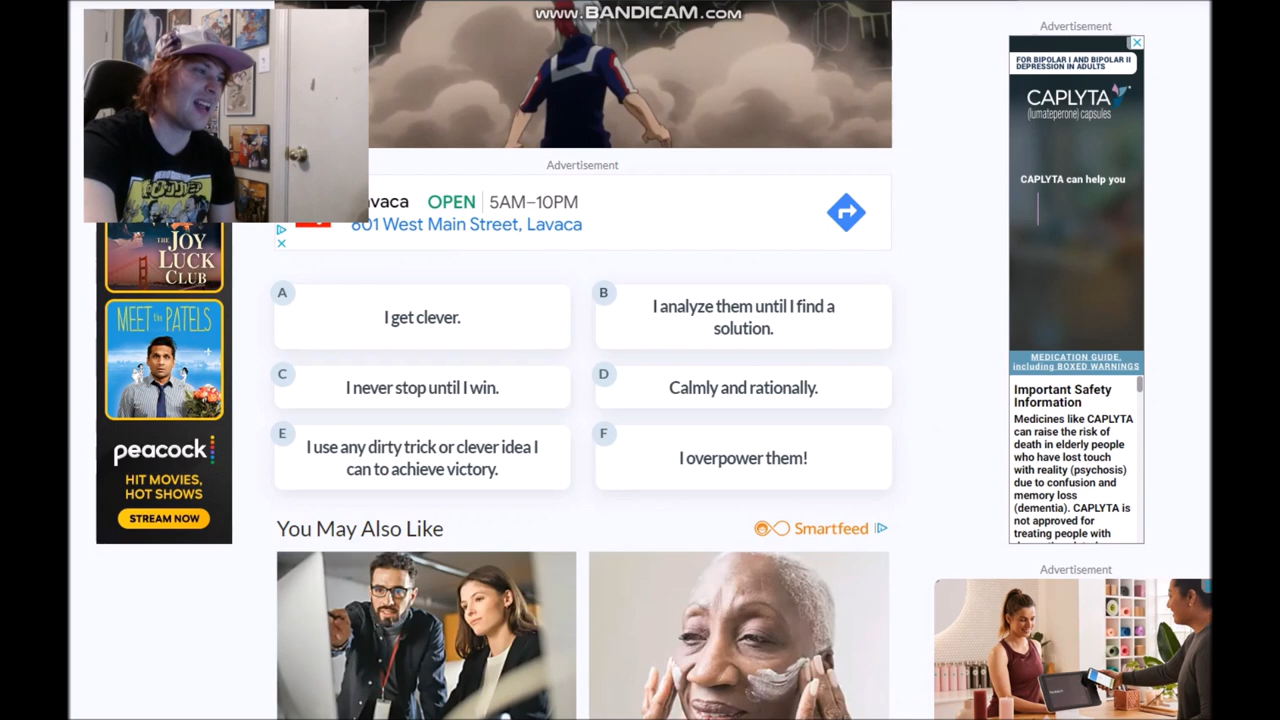 www.BANDICAM.com
Advertisement
OPEN
5AM–10PM
601 West Main Street, Lavaca
A
I get clever.
B
I analyze them until I find a
solution.
C
I never stop until I win.
D
Calmly and rationally.
E
I use any dirty trick or clever idea I
can to achieve victory.
F
I overpower them!
You May Also Like
Smartfeed
THE
JOY
LUCK
CLUB
MEET the PATELS
peacock
HIT MOVIES,
HOT SHOWS
STREAM NOW
Advertisement
FOR BIPOLAR I AND BIPOLAR II
DEPRESSION IN ADULTS
CAPLYTA
(lumateperone) capsules
CAPLYTA can help you
MEDICATION GUIDE,
including BOXED WARNINGS
Important Safety
Information
Medicines like CAPLYTA
can raise the risk of
death in elderly people
who have lost touch
with reality (psychosis)
due to confusion and
memory loss
(dementia). CAPLYTA is
not approved for
treating people with
Advertisement